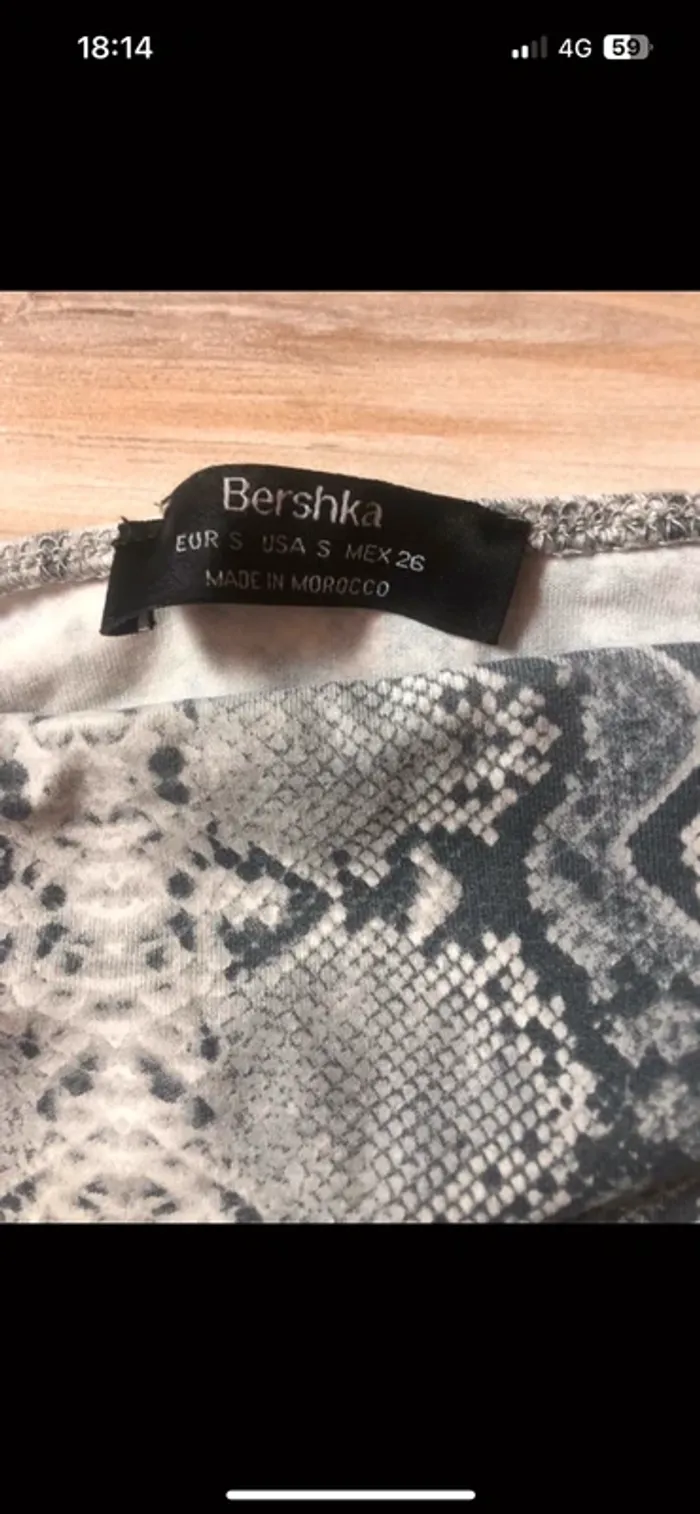 18:14 4G 59
Bershka
EUR S USA S MEX 26
MADE IN MOROCCO